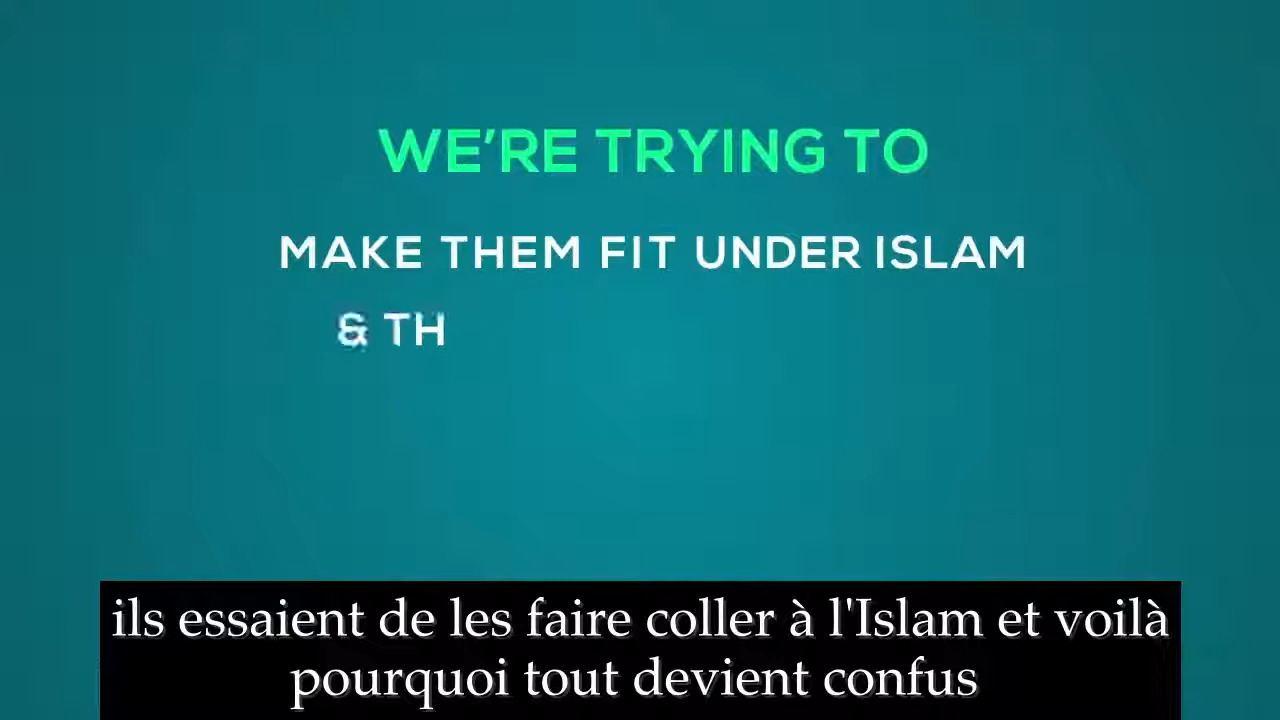 WE'RE TRYING TO
MAKE THEM FIT UNDER ISLAM
& TH
ils essaient de les faire coller à l'Islam et voilà
pourquoi tout devient confus